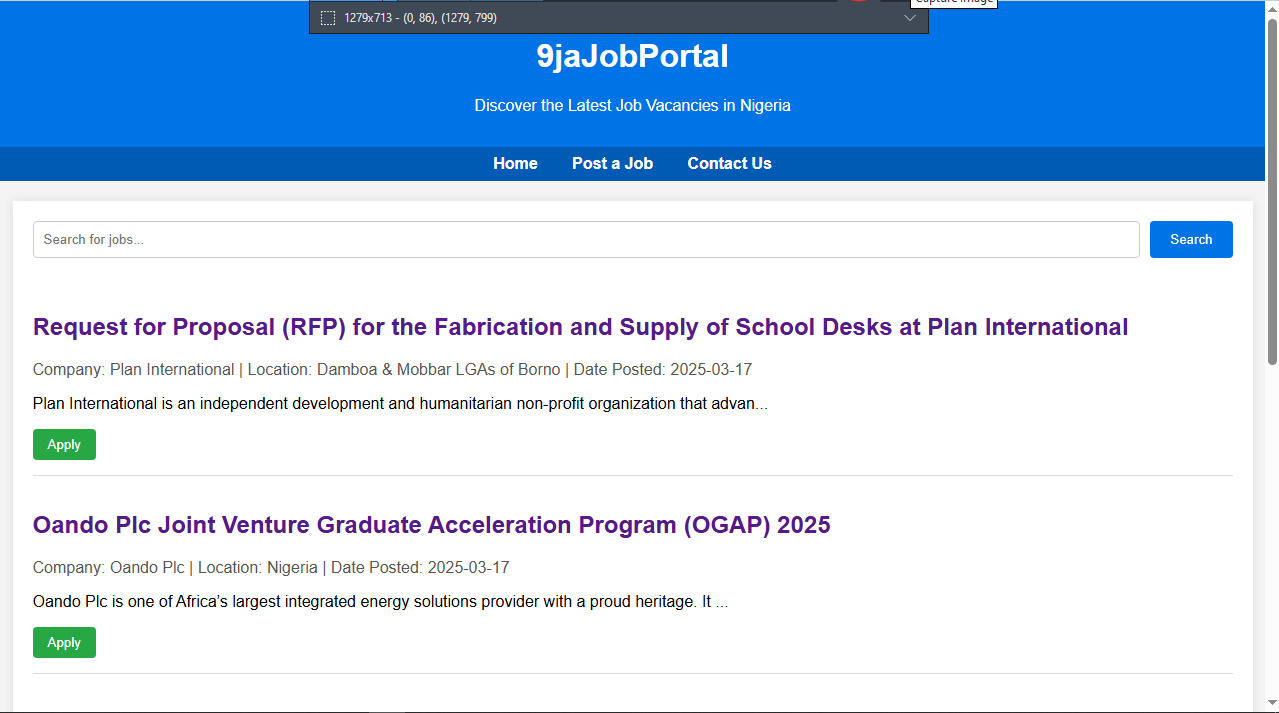 Capture Image
1279x713 - (0, 86), (1279, 799)
9jaJobPortal
Discover the Latest Job Vacancies in Nigeria
Home Post a Job Contact Us
Search for jobs... Search
Request for Proposal (RFP) for the Fabrication and Supply of School Desks at Plan International
Company: Plan International | Location: Damboa & Mobbar LGAs of Borno | Date Posted: 2025-03-17
Plan International is an independent development and humanitarian non-profit organization that advan...
Apply
Oando Plc Joint Venture Graduate Acceleration Program (OGAP) 2025
Company: Oando Plc | Location: Nigeria | Date Posted: 2025-03-17
Oando Plc is one of Africa’s largest integrated energy solutions provider with a proud heritage. It ...
Apply